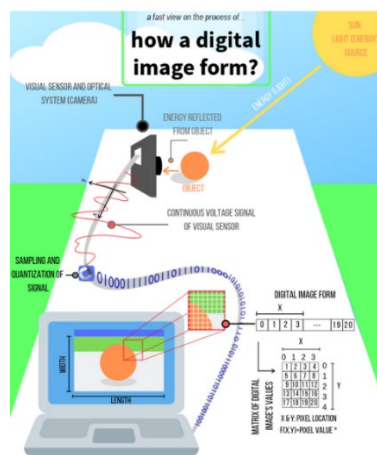 a fast view on the process of...
how a digital
image form?
SUN:
LIGHT (ENERGY
SOURCE
VISUAL SENSOR AND OPTICAL
SYSTEM (CAMERA)
ENERGY (LIGHT)
ENERGY REFLECTED
FROM OBJECT
OBJECT
CONTINUOUS VOLTAGE SIGNAL
OF VISUAL SENSOR
SAMPLING AND
QUANTIZATION OF
SIGNAL
DIGITAL IMAGE FORM
X
0 1 2 3 ... 19 20
X
0 1 2 3
1 2 3 4 0
5 6 7 8 1
9 10 11 12 2
13 14 15 16 3
17 18 19 20 4
Y
MATRIX OF DIGITAL
IMAGE'S VALUES
X & Y: PIXEL LOCATION
F(X,Y)=PIXEL VALUE *
WIDTH
LENGTH